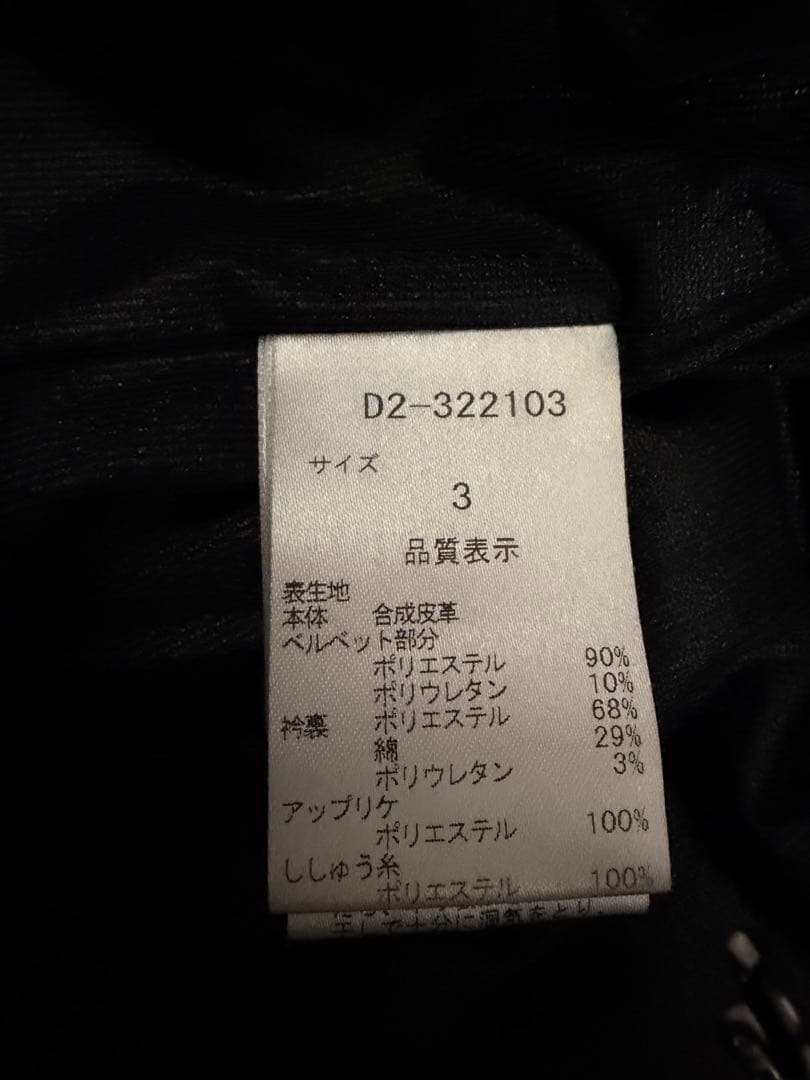 D2-322103
サイズ
3
品質表示
表生地
本体 合成皮革
ベルベット部分
ポリエステル 90%
ポリウレタン 10%
衿裏 ポリエステル 68%
綿 29%
ポリウレタン 3%
アップリケ
ポリエステル 100%
ししゅう糸
ポリエステル 100%